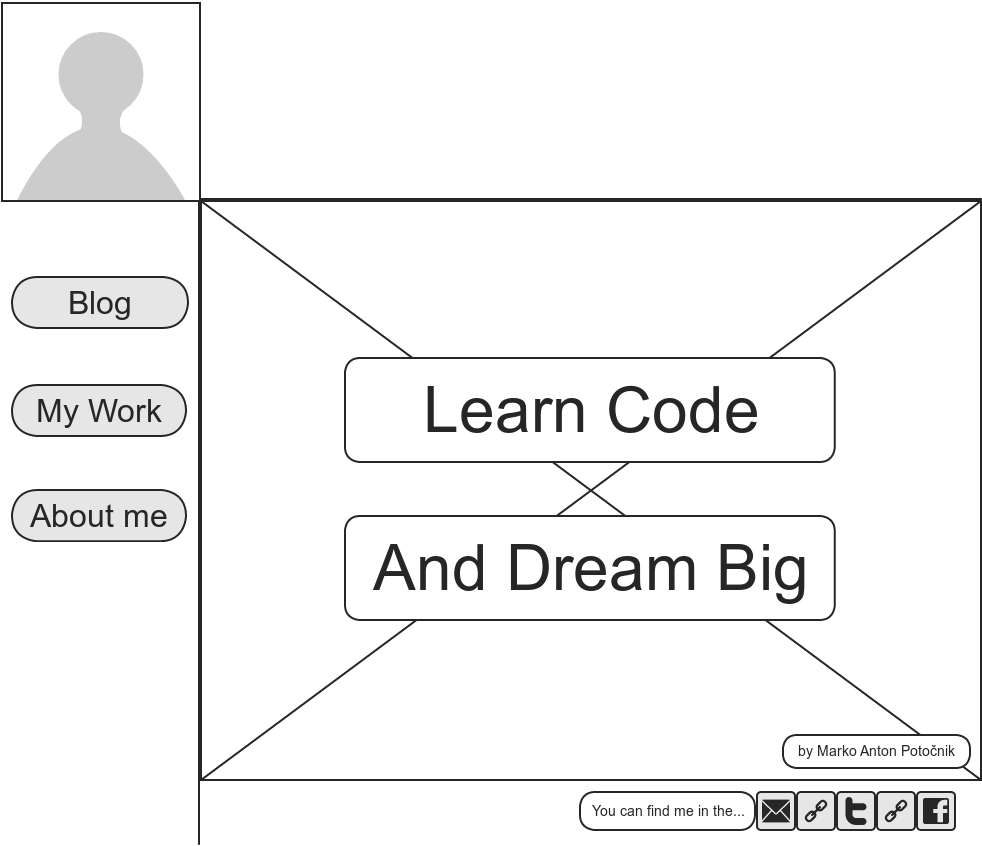 Blog
My Work
About me
Learn Code
And Dream Big
by Marko Anton Potočnik
You can find me in the...